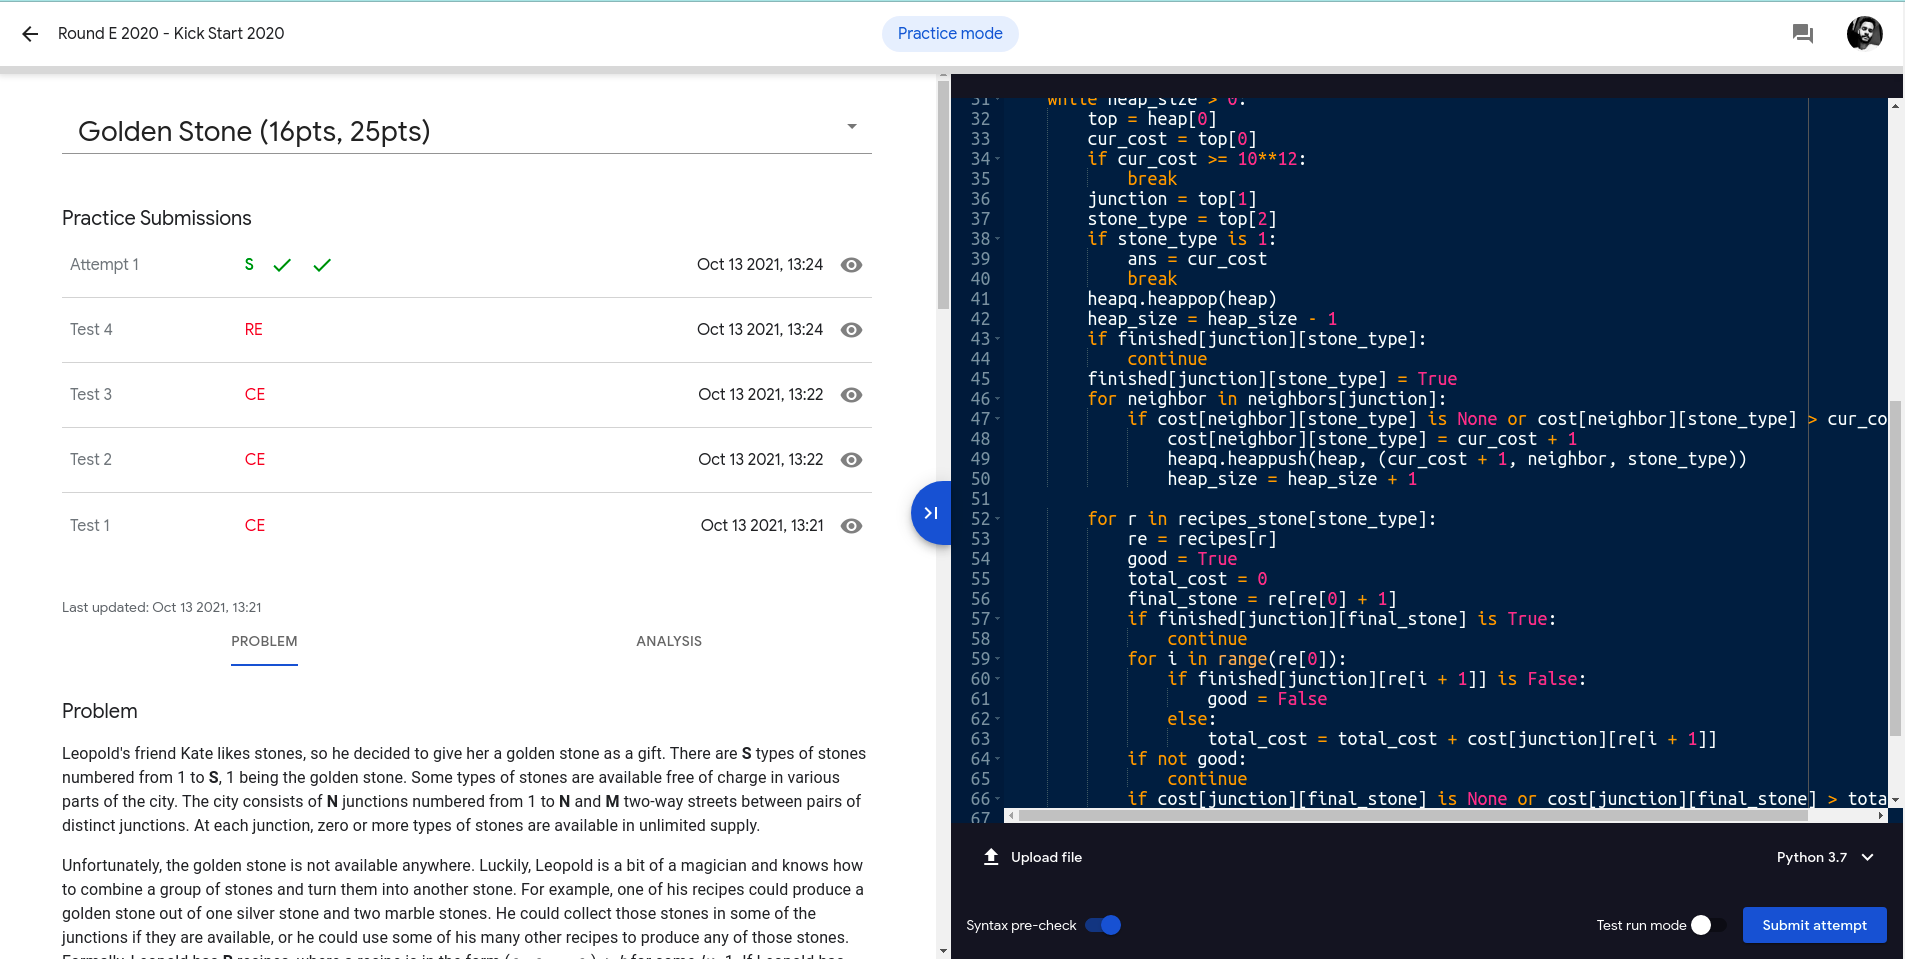 Round E 2020 - Kick Start 2020
Practice mode
Golden Stone (16pts, 25pts)
Practice Submissions
Attempt 1 S Oct 13 2021, 13:24
Test 4 RE Oct 13 2021, 13:24
Test 3 CE Oct 13 2021, 13:22
Test 2 CE Oct 13 2021, 13:22
Test 1 CE Oct 13 2021, 13:21
Last updated: Oct 13 2021, 13:21
PROBLEM ANALYSIS
Problem
Leopold's friend Kate likes stones, so he decided to give her a golden stone as a gift. There are S types of stones
numbered from 1 to S, 1 being the golden stone. Some types of stones are available free of charge in various
parts of the city. The city consists of N junctions numbered from 1 to N and M two-way streets between pairs of
distinct junctions. At each junction, zero or more types of stones are available in unlimited supply.
Unfortunately, the golden stone is not available anywhere. Luckily, Leopold is a bit of a magician and knows how
to combine a group of stones and turn them into another stone. For example, one of his recipes could produce a
golden stone out of one silver stone and two marble stones. He could collect those stones in some of the
junctions if they are available, or he could use some of his many other recipes to produce any of those stones.
31 while heap_size > 0:
32 top = heap[0]
33 cur_cost = top[0]
34 if cur_cost >= 10**12:
35 break
36 junction = top[1]
37 stone_type = top[2]
38 if stone_type is 1:
39 ans = cur_cost
40 break
41 heapq.heappop(heap)
42 heap_size = heap_size - 1
43 if finished[junction][stone_type]:
44 continue
45 finished[junction][stone_type] = True
46 for neighbor in neighbors[junction]:
47 if cost[neighbor][stone_type] is None or cost[neighbor][stone_type] > cur_co
48 cost[neighbor][stone_type] = cur_cost + 1
49 heapq.heappush(heap, (cur_cost + 1, neighbor, stone_type))
50 heap_size = heap_size + 1
51
52 for r in recipes_stone[stone_type]:
53 re = recipes[r]
54 good = True
55 total_cost = 0
56 final_stone = re[re[0] + 1]
57 if finished[junction][final_stone] is True:
58 continue
59 for i in range(re[0]):
60 if finished[junction][re[i + 1]] is False:
61 good = False
62 else:
63 total_cost = total_cost + cost[junction][re[i + 1]]
64 if not good:
65 continue
66 if cost[junction][final_stone] is None or cost[junction][final_stone] > tota
67
Upload file
Python 3.7
Syntax pre-check
Test run mode
Submit attempt